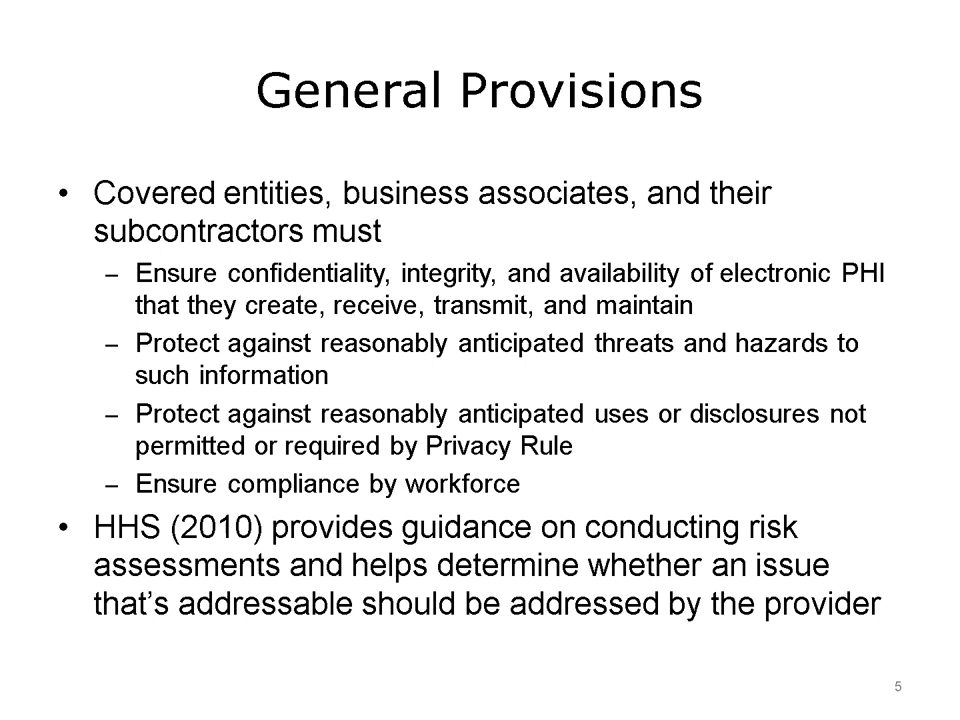 General Provisions
• Covered entities, business associates, and their
subcontractors must
– Ensure confidentiality, integrity, and availability of electronic PHI
that they create, receive, transmit, and maintain
– Protect against reasonably anticipated threats and hazards to
such information
– Protect against reasonably anticipated uses or disclosures not
permitted or required by Privacy Rule
– Ensure compliance by workforce
• HHS (2010) provides guidance on conducting risk
assessments and helps determine whether an issue
that’s addressable should be addressed by the provider
5